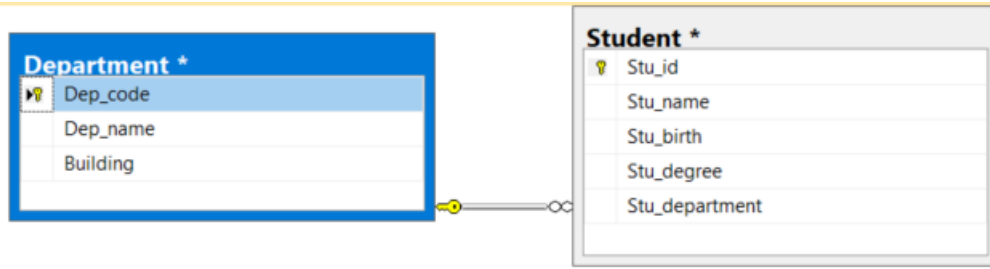 Department *
Dep_code
Dep_name
Building
Student *
Stu_id
Stu_name
Stu_birth
Stu_degree
Stu_department